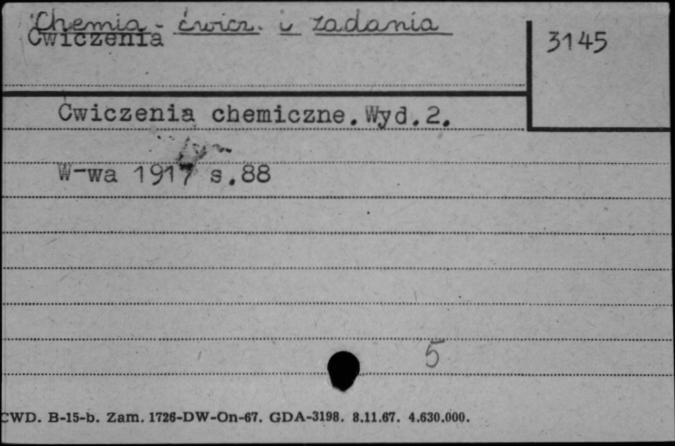 Chemia - ćwicz. i zadania
Cwiczenia
3145
Cwiczenia chemiczne. Wyd. 2.
W-wa 1917 s. 88
5
CWD. B-15-b. Zam. 1726-DW-On-67. GDA-3198. 8.11.67. 4.630.000.